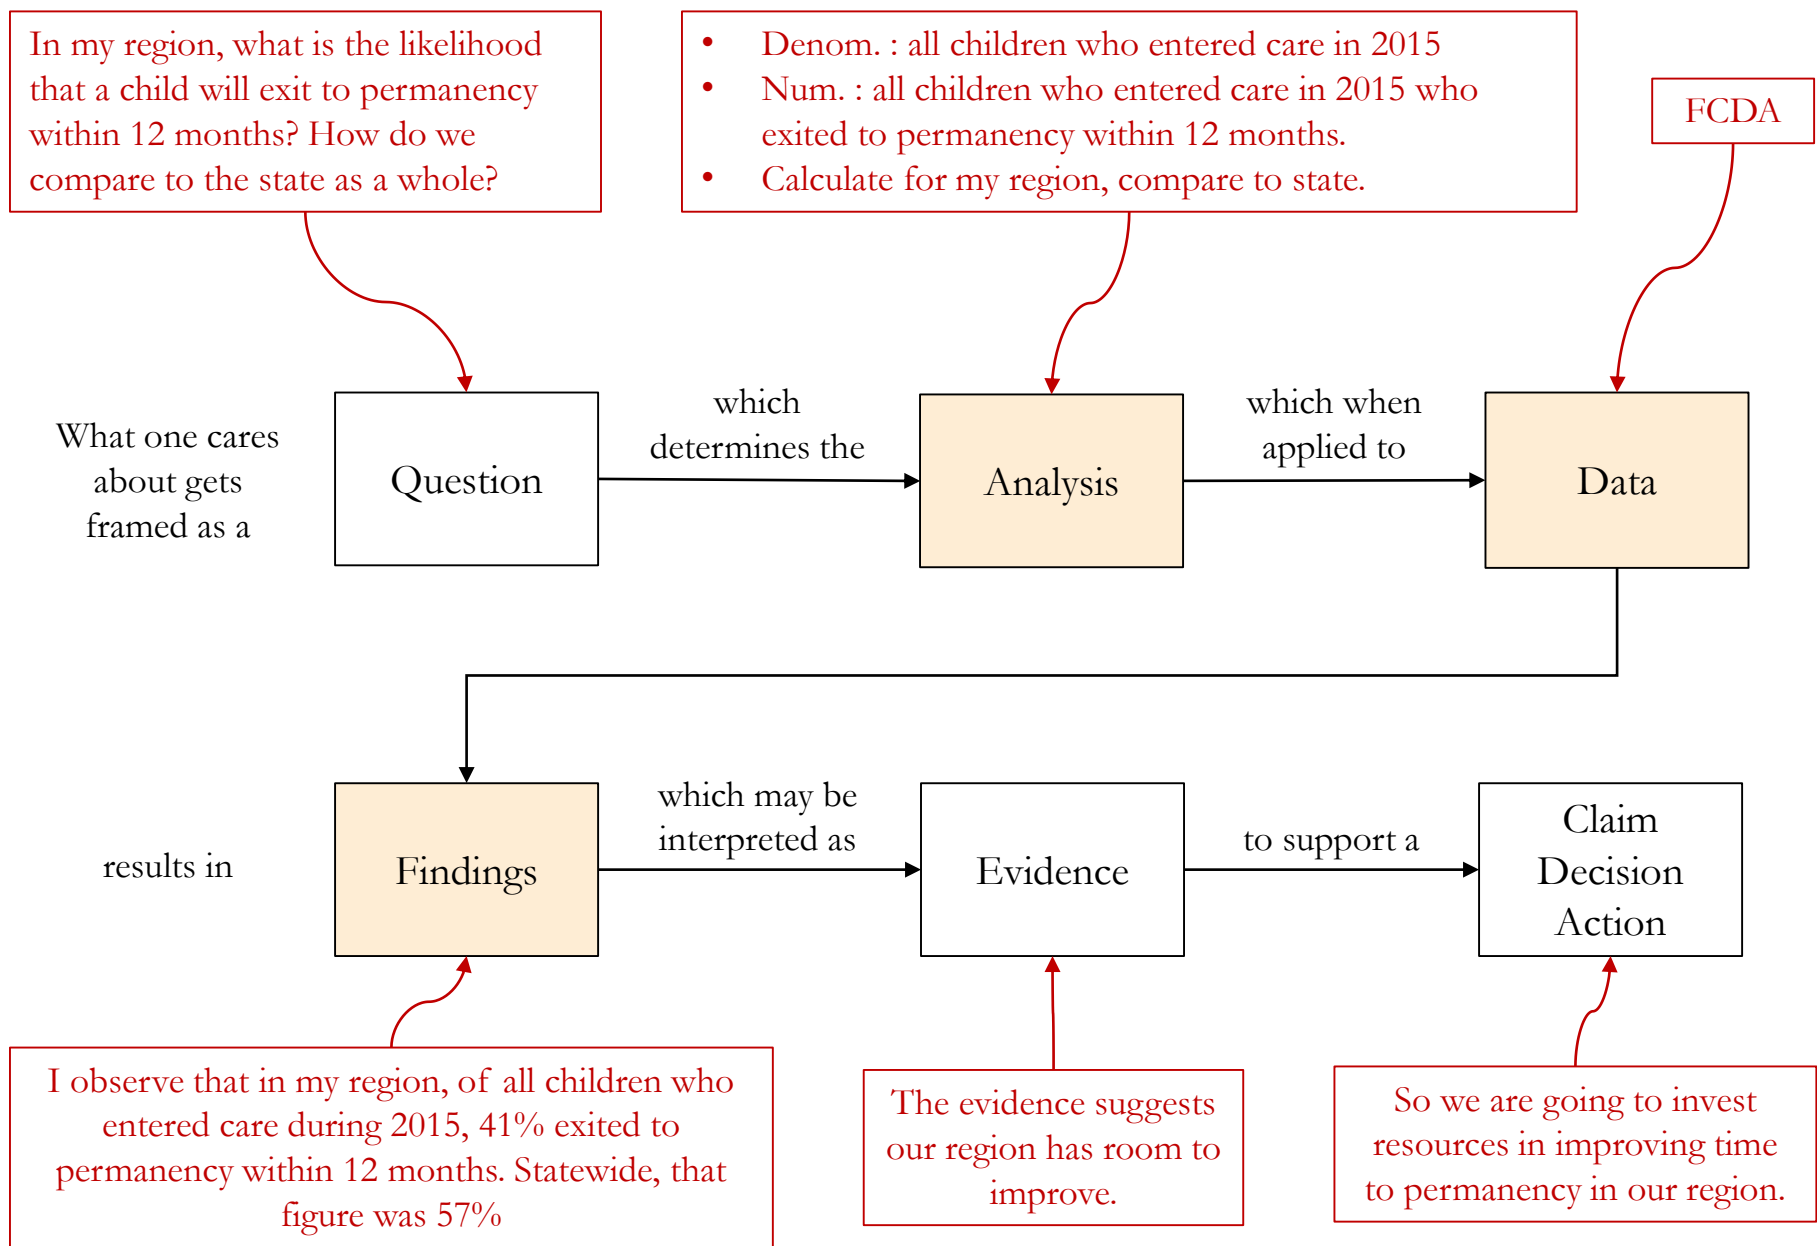 In my region, what is the likelihood
that a child will exit to permanency
within 12 months? How do we
compare to the state as a whole?
• Denom. : all children who entered care in 2015
• Num. : all children who entered care in 2015 who
exited to permanency within 12 months.
• Calculate for my region, compare to state.
FCDA
What one cares
about gets
framed as a
Question
which
determines the
Analysis
which when
applied to
Data
results in
Findings
which may be
interpreted as
Evidence
to support a
Claim
Decision
Action
I observe that in my region, of all children who
entered care during 2015, 41% exited to
permanency within 12 months. Statewide, that
figure was 57%
The evidence suggests
our region has room to
improve.
So we are going to invest
resources in improving time
to permanency in our region.